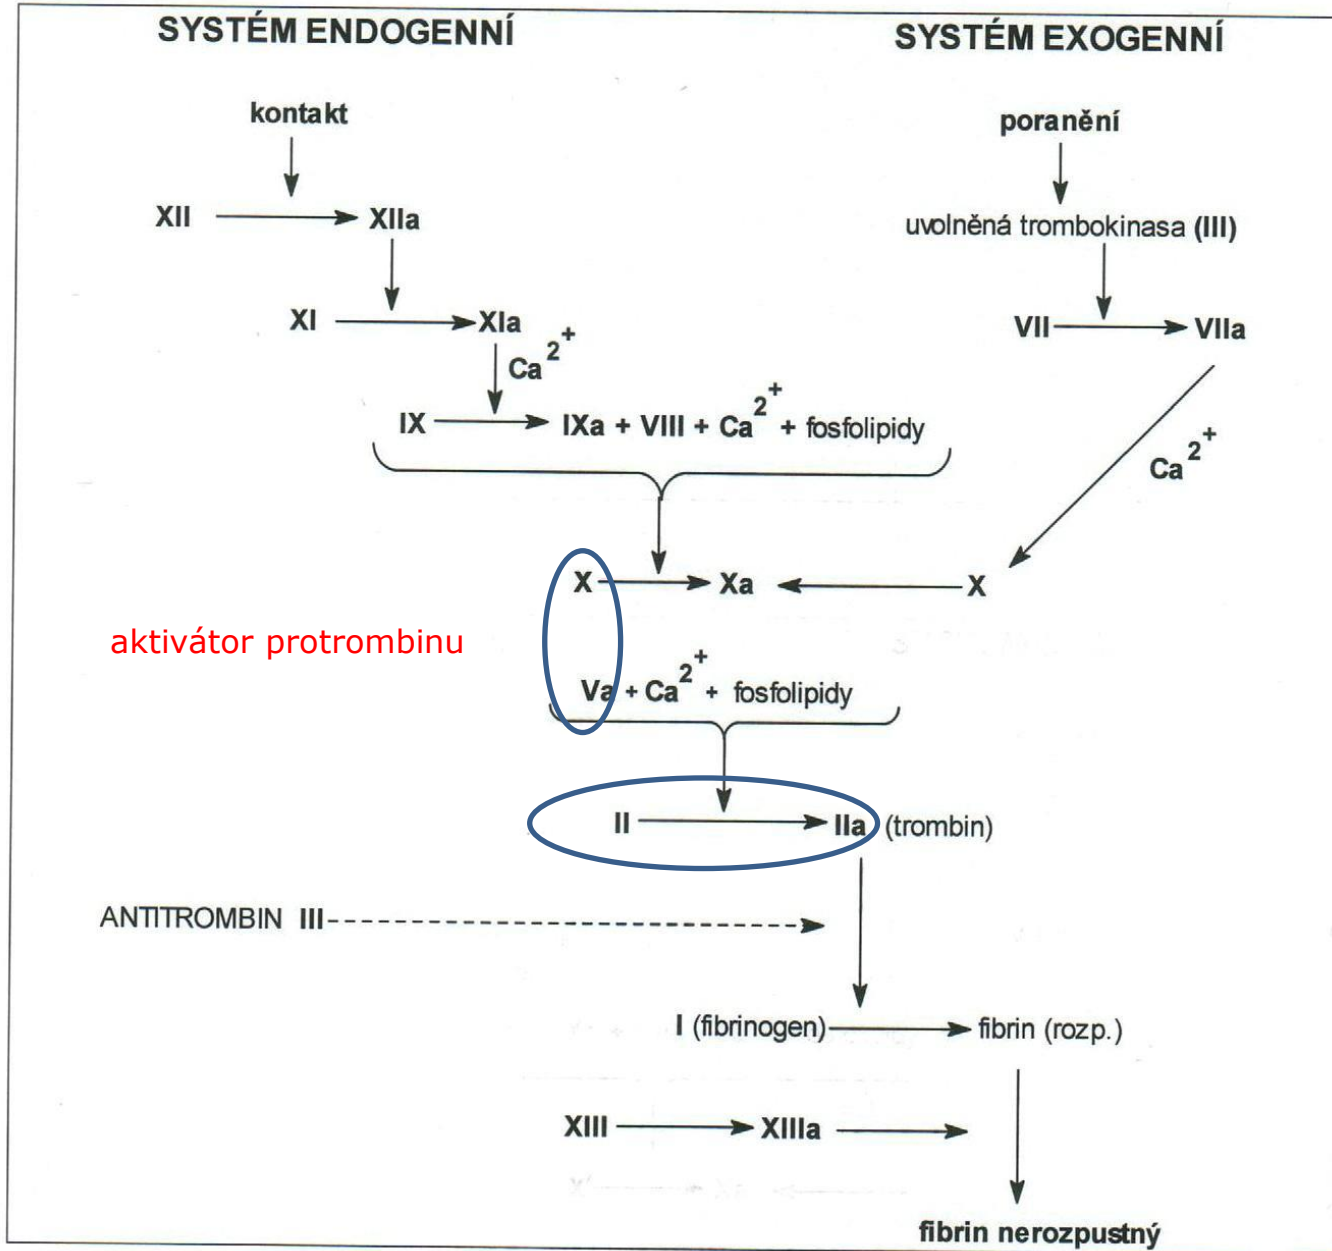 SYSTÉM ENDOGENNÍ
SYSTÉM EXOGENNÍ
kontakt
poranění
XII XIIa
uvolněná trombokinasa (III)
XI XIa
VII VIIa
Ca2+
IX IXa + VIII + Ca2+ + fosfolipidy
Ca2+
X Xa X
aktivátor protrombinu
Va + Ca2+ + fosfolipidy
II IIa (trombin)
ANTITROMBIN III
I (fibrinogen) fibrin (rozp.)
XIII XIIIa
fibrin nerozpustný